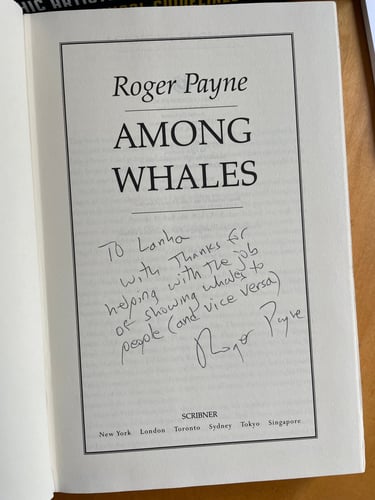 Roger Payne
AMONG
WHALES
To Lanha
with Thanks for
helping with The job
of showing whales to
people (and vice versa)
Roger Payne
SCRIBNER
New York London Toronto Sydney Tokyo Singapore